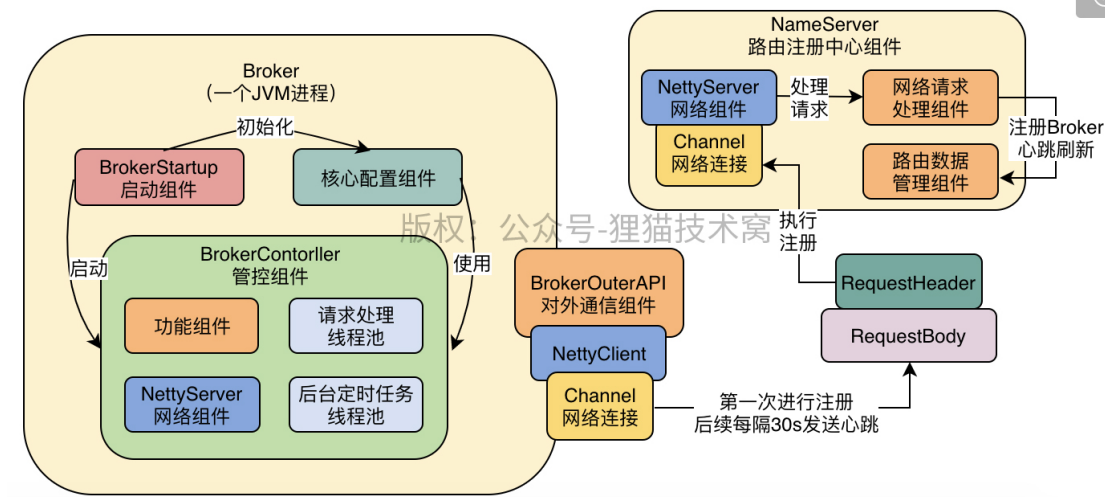 Broker
（一个JVM进程）
初始化
BrokerStartup
启动组件
核心配置组件
启动
使用
BrokerContorller
管控组件
功能组件
请求处理
线程池
NettyServer
网络组件
后台定时任务
线程池
BrokerOuterAPI
对外通信组件
NettyClient
Channel
网络连接
第一次进行注册
后续每隔30s发送心跳
RequestHeader
RequestBody
执行
注册
NameServer
路由注册中心组件
NettyServer
网络组件
Channel
网络连接
处理
请求
网络请求
处理组件
注册Broker
心跳刷新
路由数据
管理组件
版权：公众号-狸猫技术窝